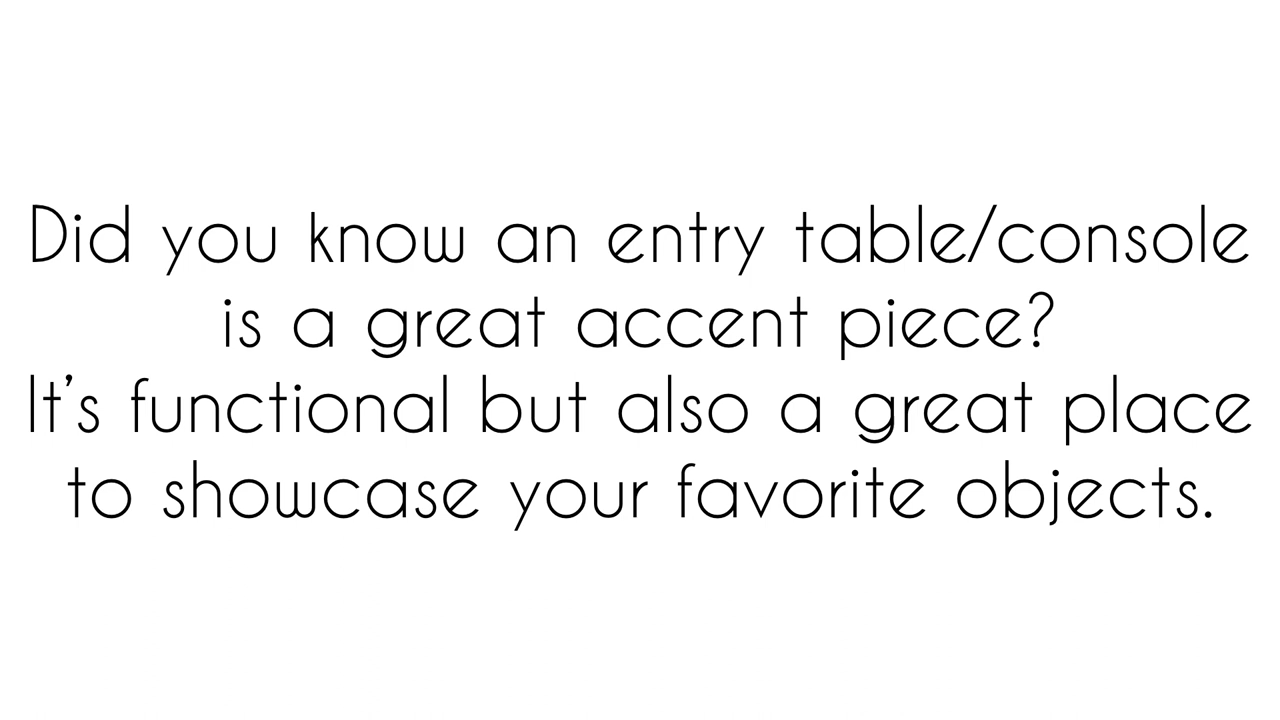 Did you know an entry table/console
is a great accent piece?
It’s functional but also a great place
to showcase your favorite objects.